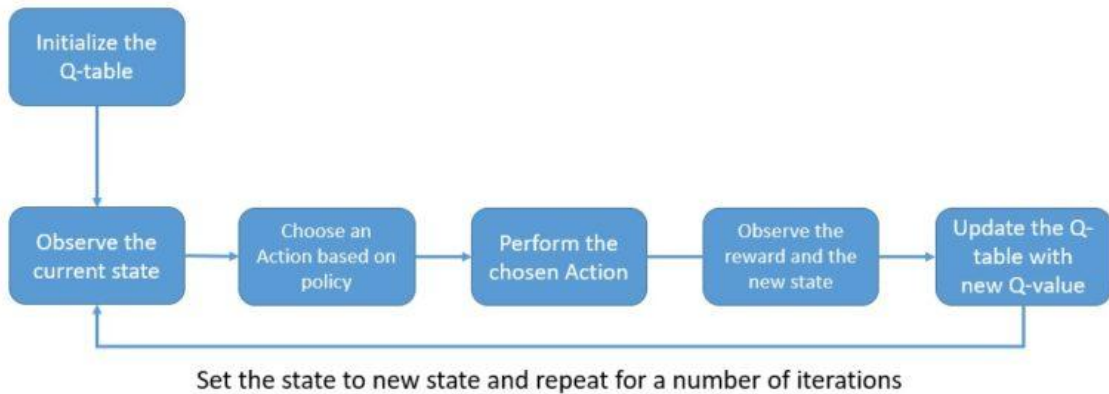 Initialize the
Q-table
Observe the
current state
Choose an
Action based on
policy
Perform the
chosen Action
Observe the
reward and the
new state
Update the Q-
table with
new Q-value
Set the state to new state and repeat for a number of iterations